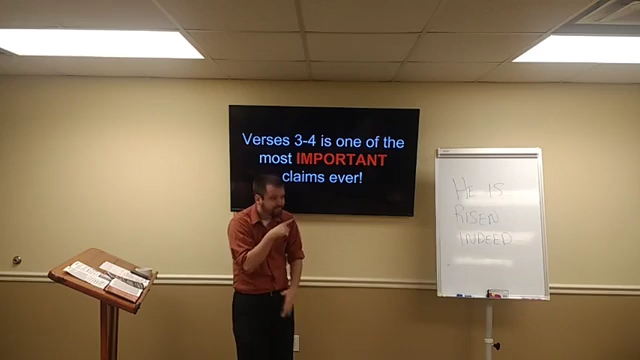 Verses 3-4 is one of the
most IMPORTANT
claims ever!
HE IS
RISEN
INDEED